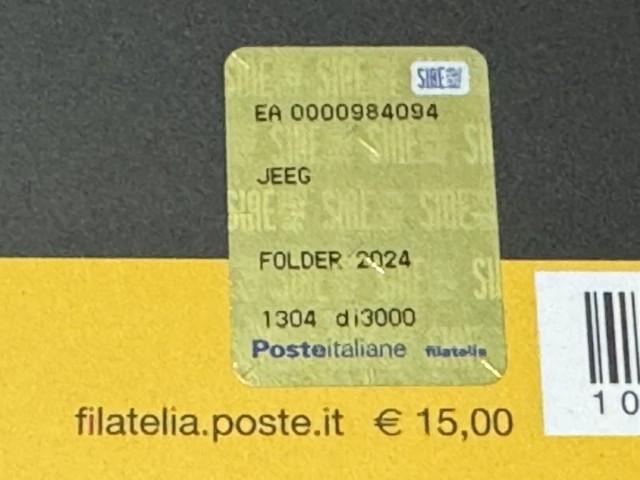 SIAE
EA 0000984094
JEEG
FOLDER 2024
1304 di3000
Posteitaliane filatelia
filatelia.poste.it € 15,00
10